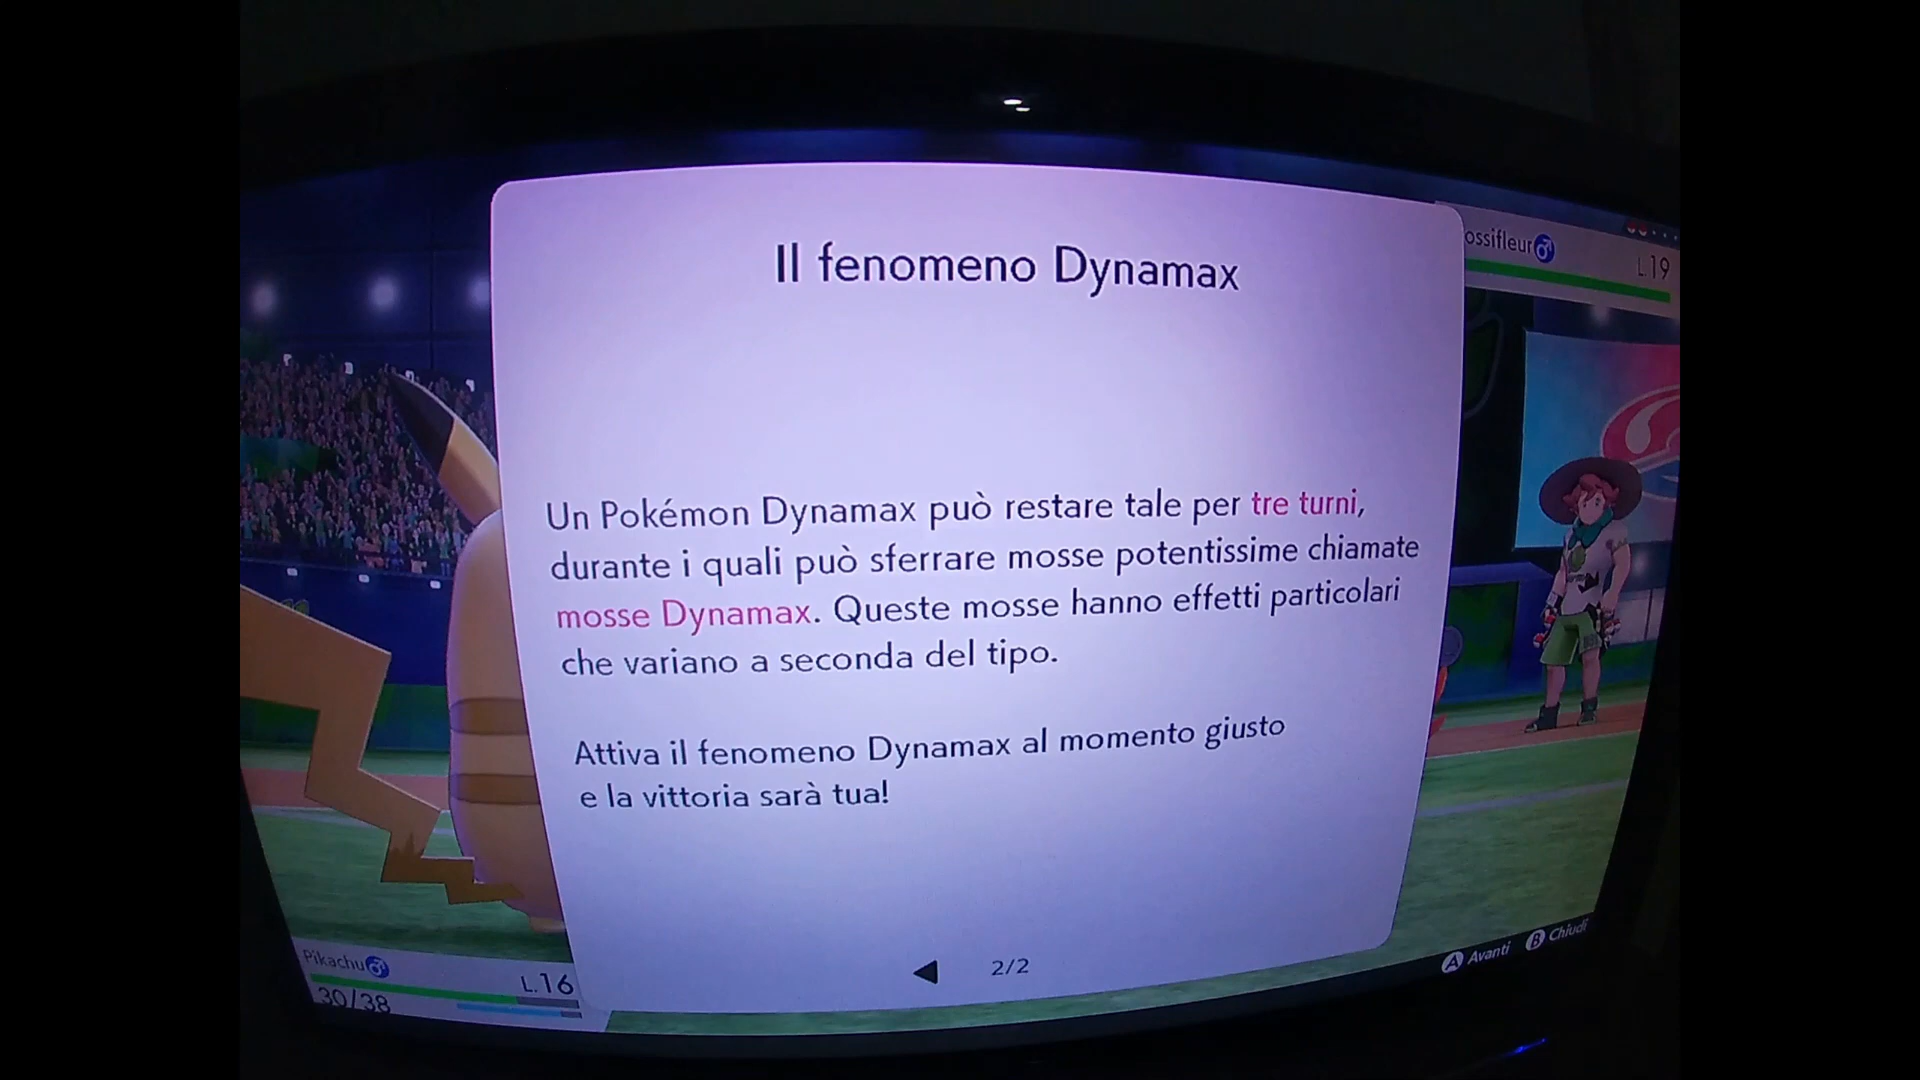 Il fenomeno Dynamax
ossifleur♂
L.19
Un Pokémon Dynamax può restare tale per tre turni,
durante i quali può sferrare mosse potentissime chiamate
mosse Dynamax. Queste mosse hanno effetti particolari
che variano a seconda del tipo.
Attiva il fenomeno Dynamax al momento giusto
e la vittoria sarà tua!
2/2
Pikachu♂
L.16
30/38
A Avanti
B Chiudi